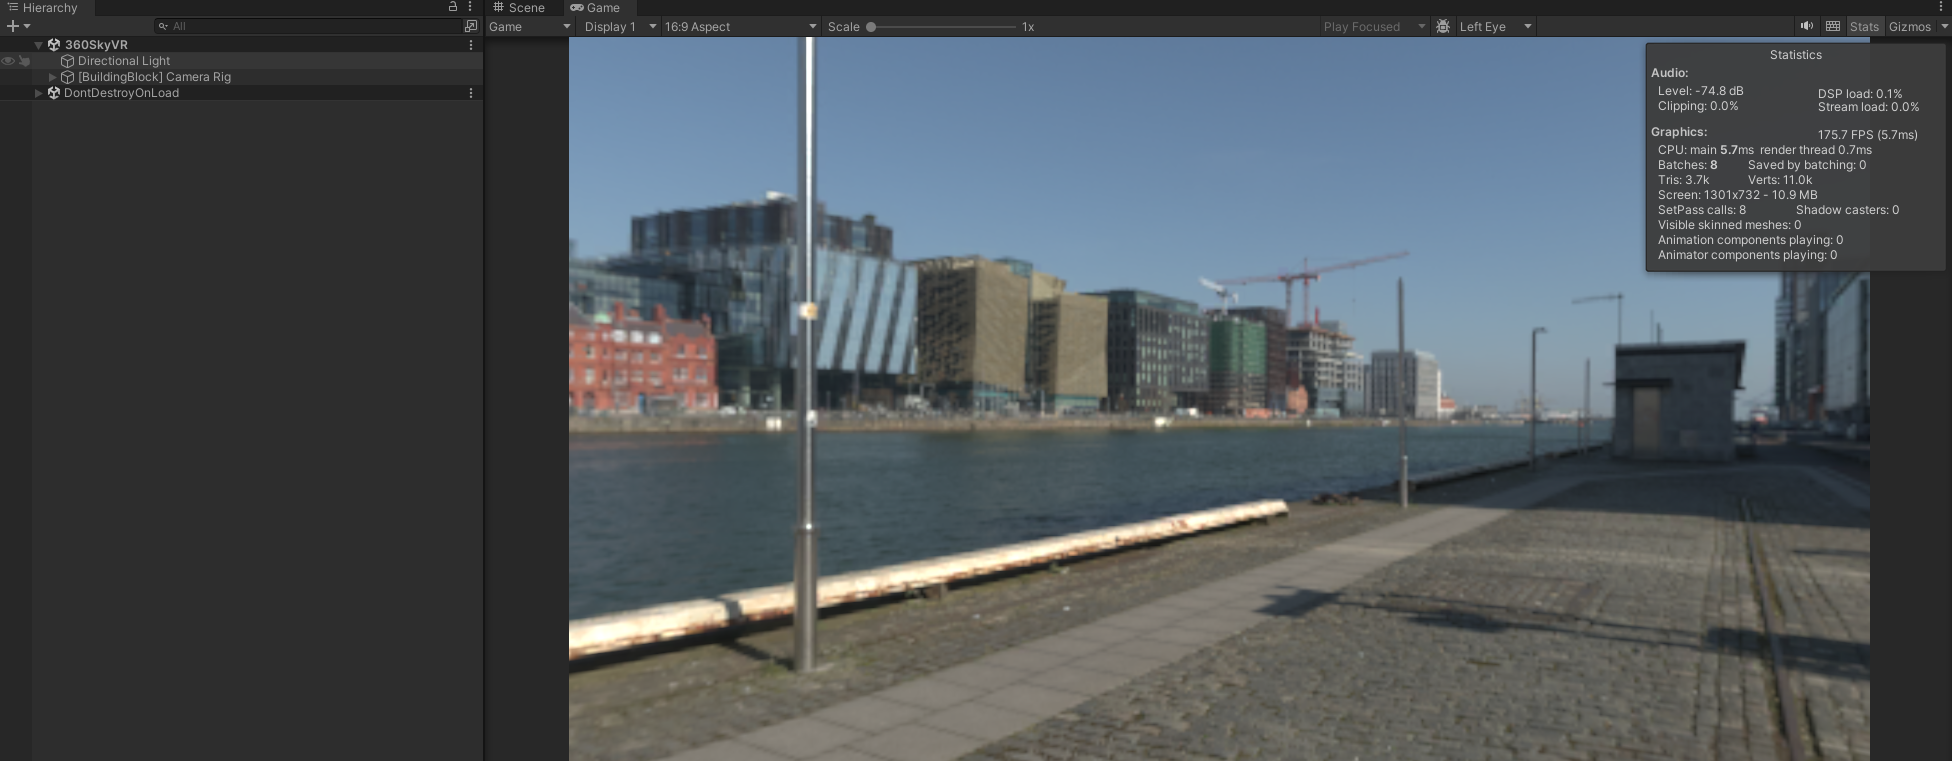 Hierarchy
All
360SkyVR
Directional Light
[BuildingBlock] Camera Rig
DontDestroyOnLoad
Scene Game
Game Display 1 16:9 Aspect Scale 1x Play Focused Left Eye Stats Gizmos
Statistics
Audio:
Level: -74.8 dB DSP load: 0.1%
Clipping: 0.0% Stream load: 0.0%
Graphics: 175.7 FPS (5.7ms)
CPU: main 5.7ms render thread 0.7ms
Batches: 8 Saved by batching: 0
Tris: 3.7k Verts: 11.0k
Screen: 1301x732 - 10.9 MB
SetPass calls: 8 Shadow casters: 0
Visible skinned meshes: 0
Animation components playing: 0
Animator components playing: 0